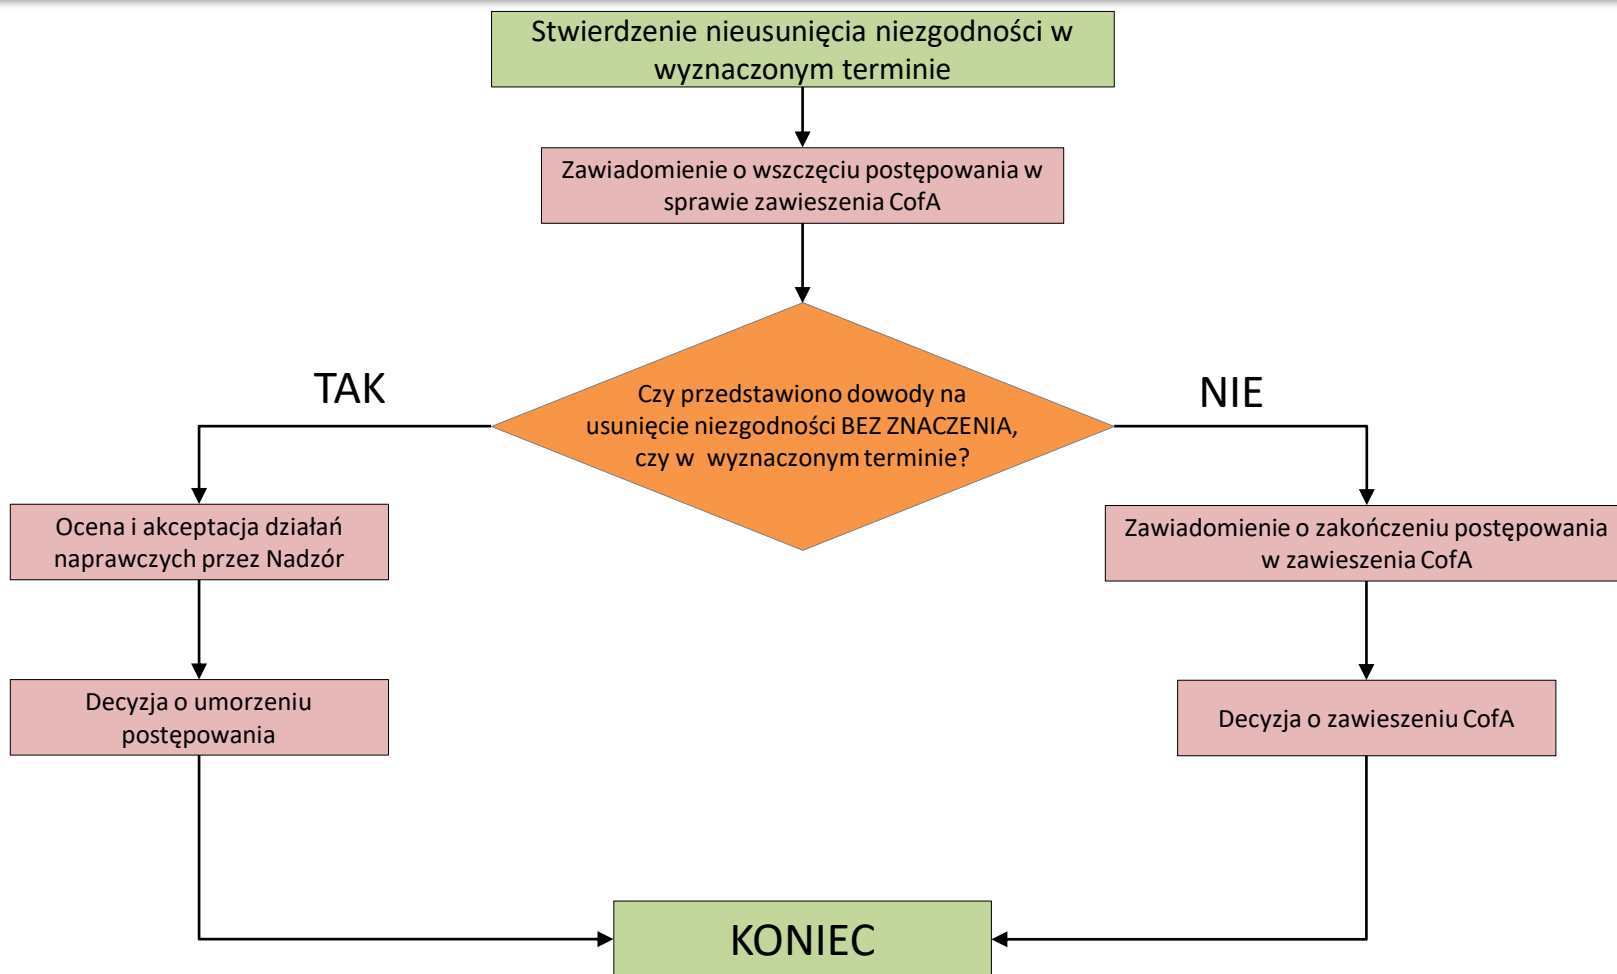 Stwierdzenie nieusunięcia niezgodności w
wyznaczonym terminie
Zawiadomienie o wszczęciu postępowania w
sprawie zawieszenia CofA
TAK
Czy przedstawiono dowody na
usunięcie niezgodności BEZ ZNACZENIA,
czy w wyznaczonym terminie?
NIE
Ocena i akceptacja działań
naprawczych przez Nadzór
Zawiadomienie o zakończeniu postępowania
w zawieszenia CofA
Decyzja o umorzeniu
postępowania
Decyzja o zawieszeniu CofA
KONIEC